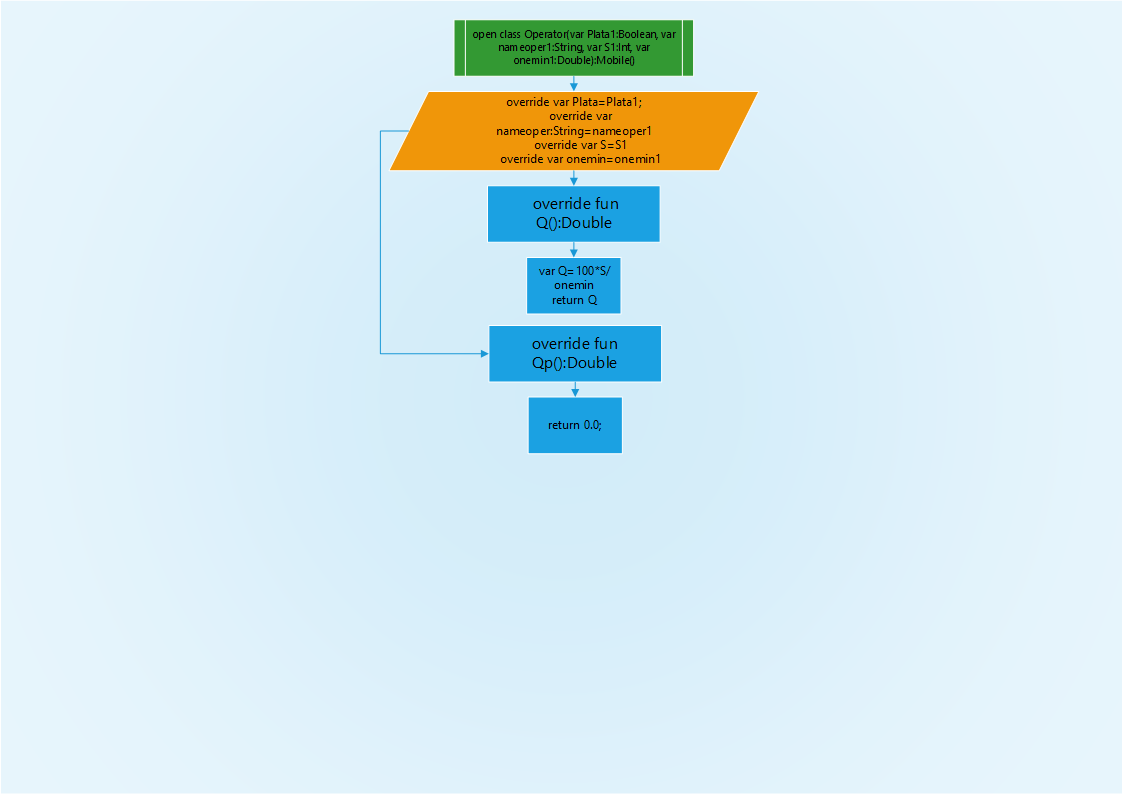 open class Operator(var Plata1:Boolean, var
nameoper1:String, var S1:Int, var
onemin1:Double):Mobile()
override var Plata=Plata1;
override var
nameoper:String=nameoper1
override var S=S1
override var onemin=onemin1
override fun
Q():Double
var Q=100*S/
onemin
return Q
override fun
Qp():Double
return 0.0;